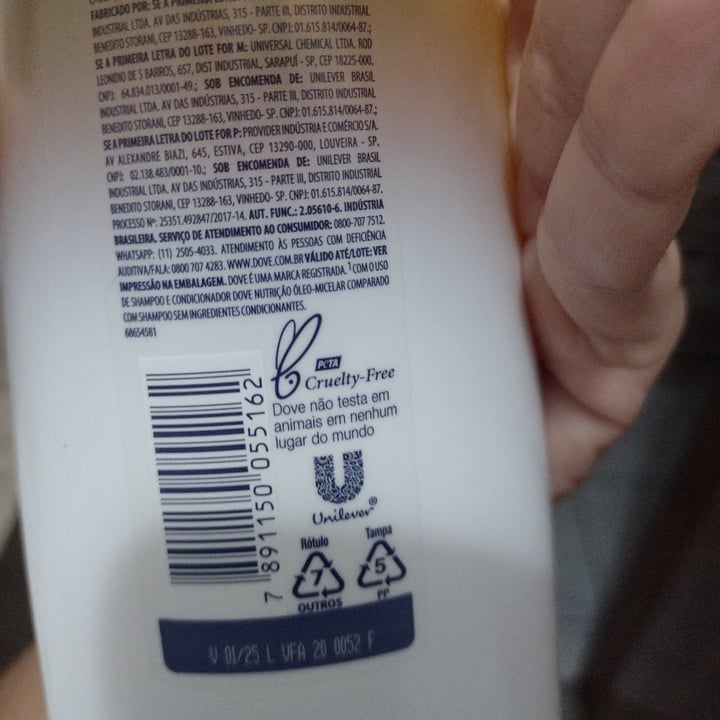 FABRICADO POR: SE A PRIMEIRA
INDUSTRIAL LTDA. AV DAS INDÚSTRIAS, 315 - PARTE III, DISTRITO INDUSTRIAL
BENEDITO STORANI, CEP 13288-163, VINHEDO- SP. CNPJ: 01.615.814/0064-87.;
SE A PRIMEIRA LETRA DO LOTE FOR M: UNIVERSAL CHEMICAL LTDA. ROD
LEONIDIO DE S BARROS, 657, DIST INDUSTRIAL, SARAPUÍ - SP, CEP 18225-000.
CNPJ: 64.834.013/0001-49.; SOB ENCOMENDA DE: UNILEVER BRASIL
INDUSTRIAL LTDA. AV DAS INDÚSTRIAS, 315 - PARTE III, DISTRITO INDUSTRIAL
BENEDITO STORANI, CEP 13288-163, VINHEDO- SP. CNPJ: 01.615.814/0064-87.;
SE A PRIMEIRA LETRA DO LOTE FOR P: PROVIDER INDÚSTRIA E COMÉRCIO S/A.
AV ALEXANDRE BIAZI, 645, ESTIVA, CEP 13290-000, LOUVEIRA - SP.
CNPJ: 02.138.483/0001-10.; SOB ENCOMENDA DE: UNILEVER BRASIL
INDUSTRIAL LTDA. AV DAS INDÚSTRIAS, 315 - PARTE III, DISTRITO INDUSTRIAL
BENEDITO STORANI, CEP 13288-163, VINHEDO- SP. CNPJ: 01.615.814/0064-87.
PROCESSO Nº: 25351.492847/2017-14. AUT. FUNC.: 2.05610-6. INDÚSTRIA
BRASILEIRA. SERVIÇO DE ATENDIMENTO AO CONSUMIDOR: 0800-707 7512.
WHATSAPP: (11) 2505-4033. ATENDIMENTO ÀS PESSOAS COM DEFICIÊNCIA
AUDITIVA/FALA: 0800 707 4283. WWW.DOVE.COM.BR VÁLIDO ATÉ/LOTE: VER
IMPRESSÃO NA EMBALAGEM. DOVE É UMA MARCA REGISTRADA. ¹COM O USO
DE SHAMPOO E CONDICIONADOR DOVE NUTRIÇÃO ÓLEO-MICELAR COMPARADO
COM SHAMPOO SEM INGREDIENTES CONDICIONANTES.
68654581
PETA
Cruelty-Free
Dove não testa em
animais em nenhum
lugar do mundo
7 891150 055162
Unilever®
Rótulo
7
OUTROS
Tampa
5
PP
V 01/25 L VFA 20 0052 F